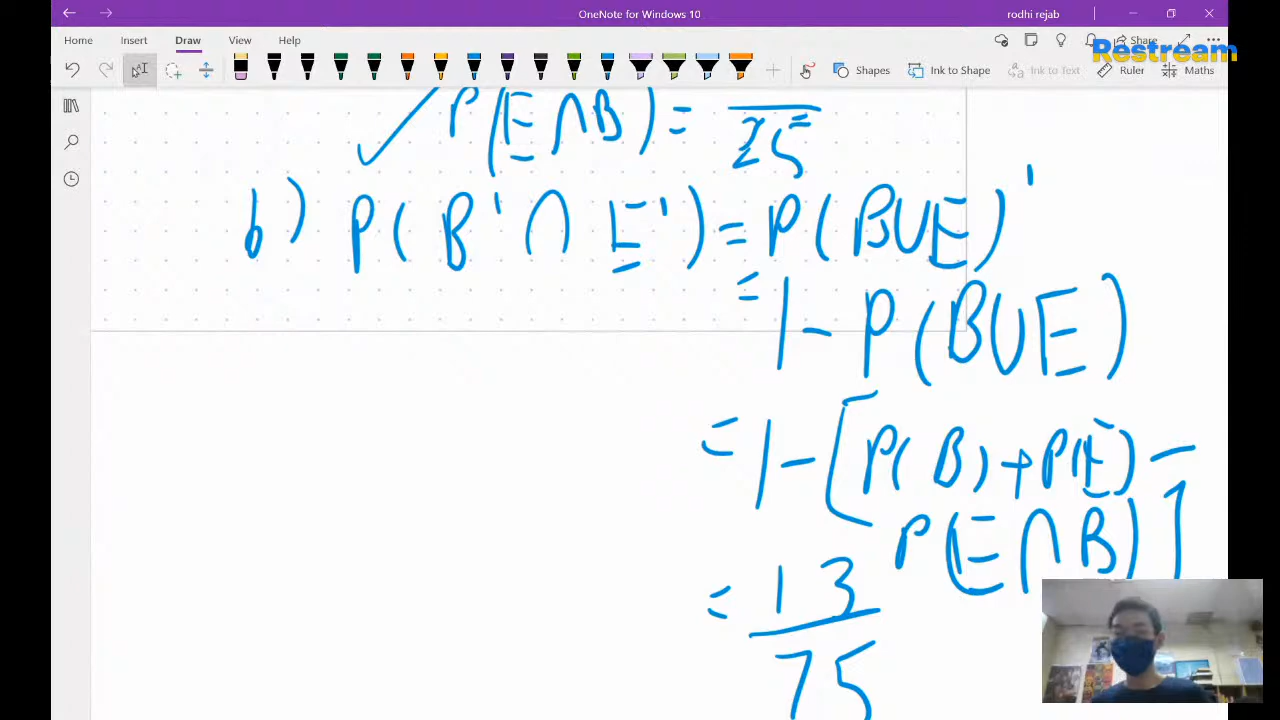 OneNote for Windows 10
rodhi rejab
Home Insert Draw View Help
Share
Restream
Shapes
Ink to Shape
Ink to Text
Ruler
Maths
P(E∩B) = /25
b) P(B'∩E') = P(B∪E)'
= 1 - P(B∪E)
= 1 - [P(B) + P(E) -
P(E∩B)]
= 13/75